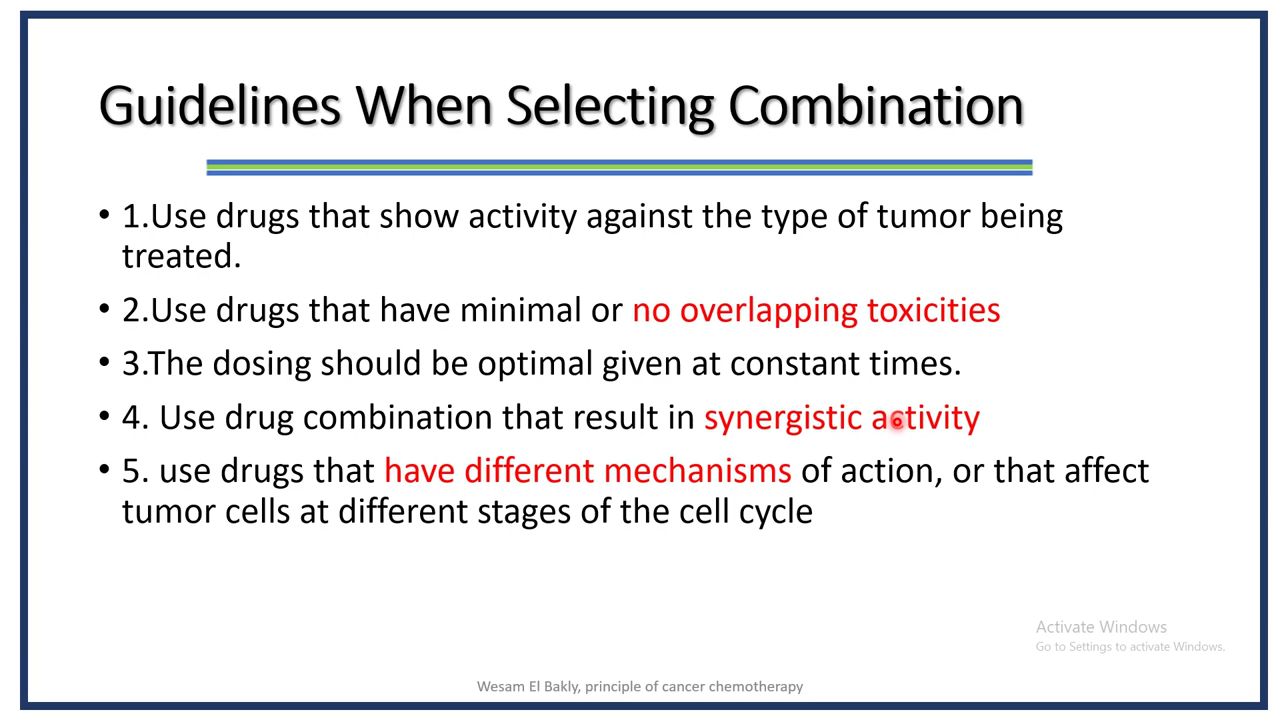 Guidelines When Selecting Combination
• 1.Use drugs that show activity against the type of tumor being
treated.
• 2.Use drugs that have minimal or no overlapping toxicities
• 3.The dosing should be optimal given at constant times.
• 4. Use drug combination that result in synergistic activity
• 5. use drugs that have different mechanisms of action, or that affect
tumor cells at different stages of the cell cycle
Activate Windows
Go to Settings to activate Windows.
Wesam El Bakly, principle of cancer chemotherapy